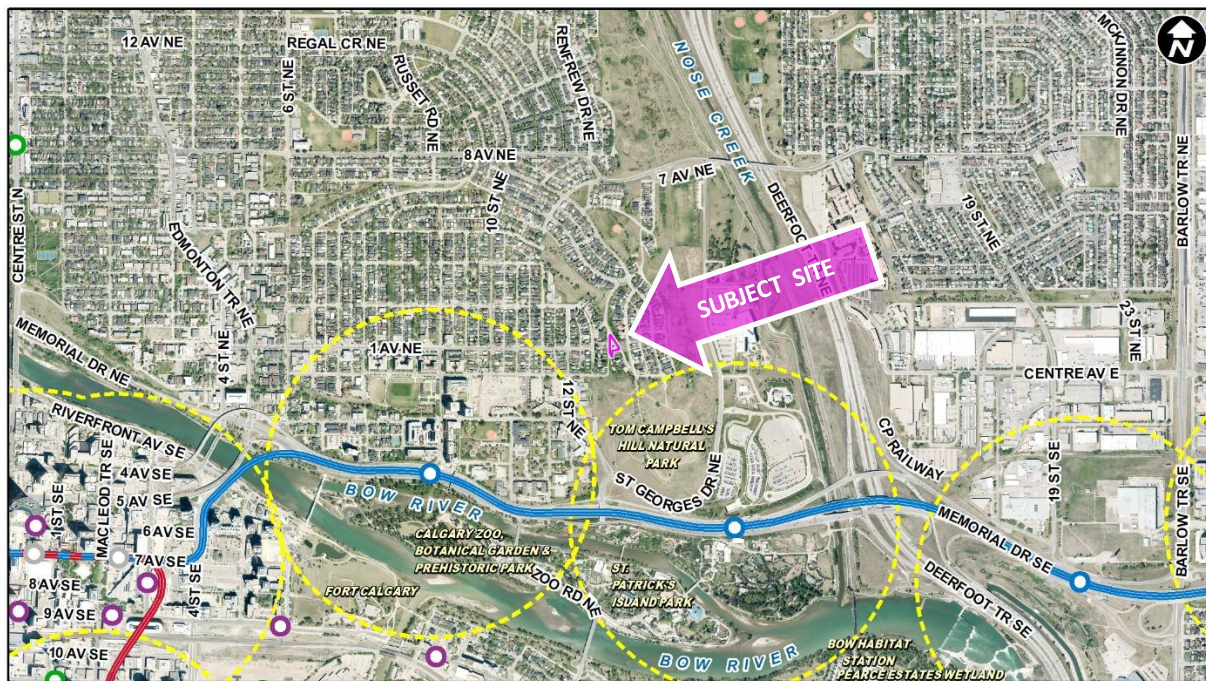 12 AV NE
REGAL CR NE
RUSSET RD NE
6 ST NE
RENFREW DR NE
NOSE CREEK
MCKINNON DR NE
N
BARLOW TR NE
8 AV NE
7 AV NE
10 ST NE
DEERFOOT TR NE
19 ST NE
CENTRE ST N
EDMONTON TR NE
SUBJECT SITE
MEMORIAL DR NE
4 ST NE
1 AV NE
23 ST NE
CENTRE AV E
12 ST NE
RIVERFRONT AV SE
TOM CAMPBELL'S
HILL NATURAL
PARK
CP RAILWAY
19 ST SE
BARLOW TR SE
1 ST SE
MACLEOD TR SE
4 AV SE
5 AV SE
6 AV SE
7 AV SE
8 AV SE
9 AV SE
10 AV SE
4 ST SE
ST GEORGES DR NE
BOW RIVER
MEMORIAL DR SE
CALGARY ZOO,
BOTANICAL GARDEN &
PREHISTORIC PARK
FORT CALGARY
ZOO RD NE
ST.
PATRICK'S
ISLAND PARK
DEERFOOT TR SE
BOW RIVER
BOW HABITAT
STATION
PEARCE ESTATES WETLAND